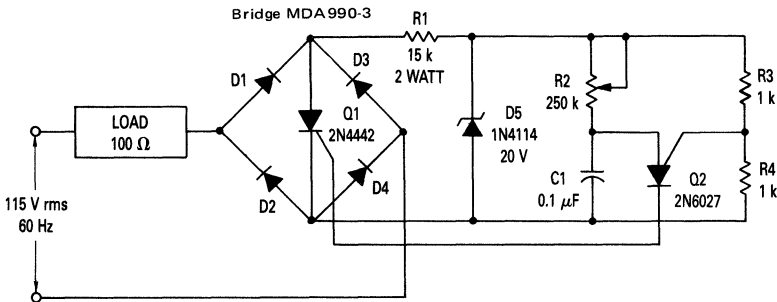 Bridge MDA990-3
R1
15 k
2 WATT
D1
D3
R2
250 k
R3
1 k
LOAD
100 Ω
Q1
2N4442
D5
1N4114
20 V
D2
D4
C1
0.1 μF
Q2
2N6027
R4
1 k
115 V rms
60 Hz